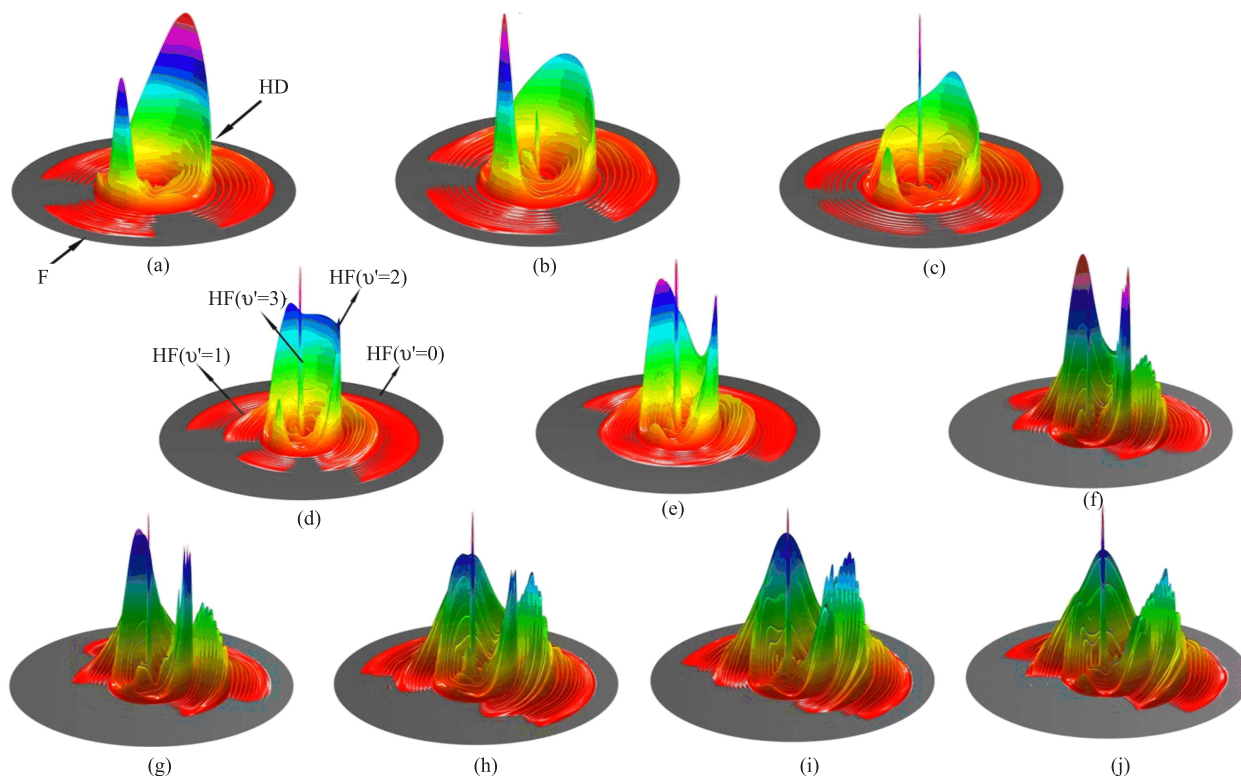 HD
F
(a)
(b)
(c)
HF(υ'=3)
HF(υ'=2)
HF(υ'=1)
HF(υ'=0)
(d)
(e)
(f)
(g)
(h)
(i)
(j)